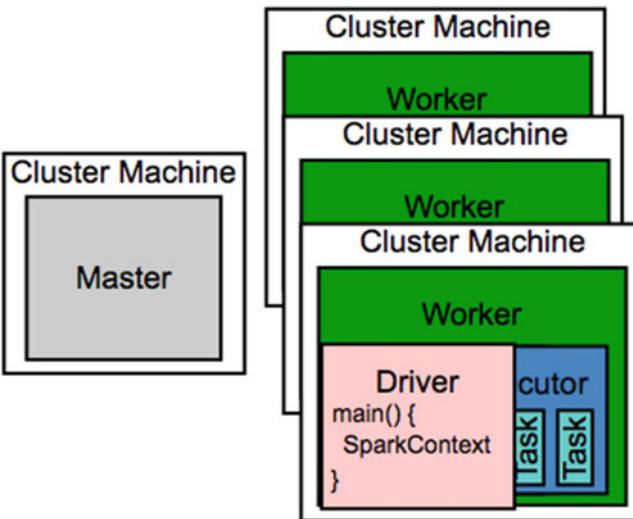 Cluster Machine
Worker
Cluster Machine
Worker
Cluster Machine
Master
Cluster Machine
Worker
Driver
main() {
SparkContext
}
cutor
Task
Task